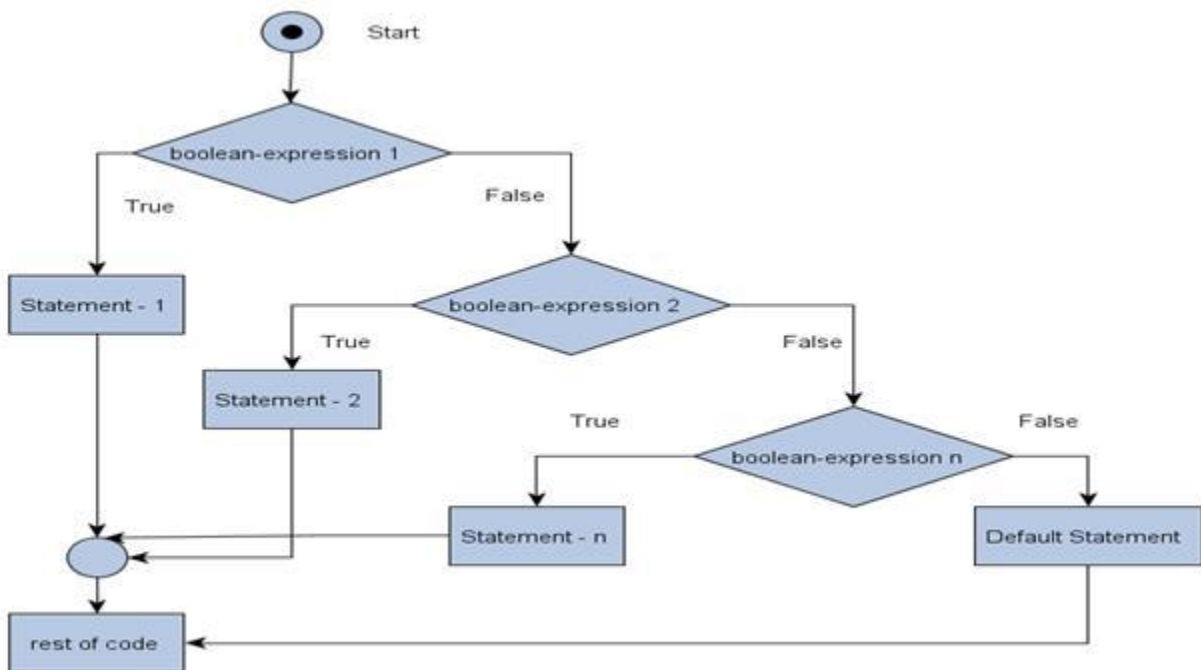 Start
boolean-expression 1
True
False
Statement - 1
boolean-expression 2
True
False
Statement - 2
True
False
boolean-expression n
Statement - n
Default Statement
rest of code